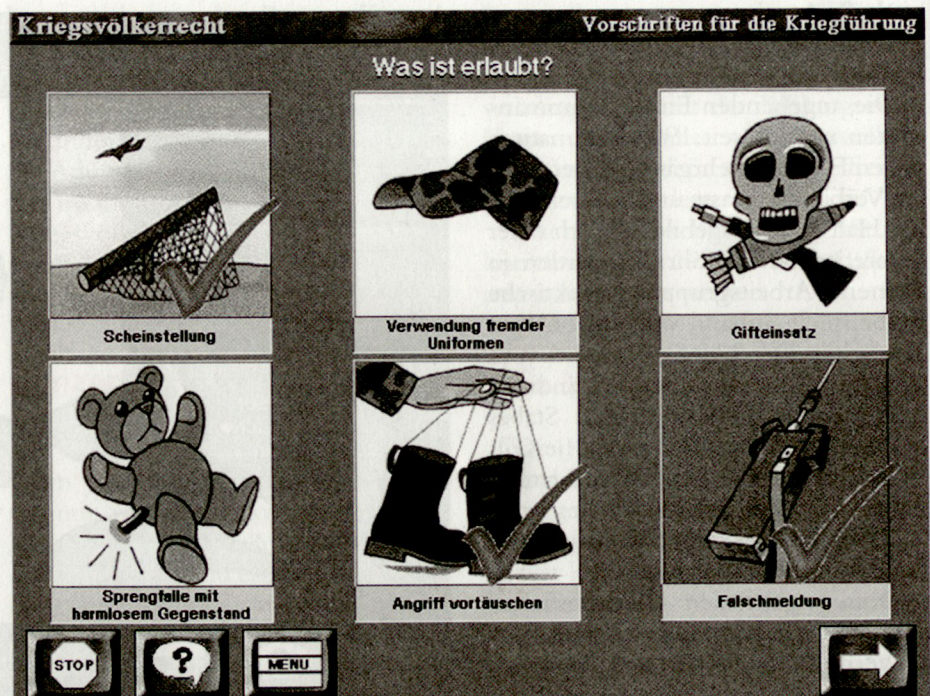 Kriegsvölkerrecht
Vorschriften für die Kriegführung
Was ist erlaubt?
Scheinstellung
Verwendung fremder
Uniformen
Gifteinsatz
Sprengfalle mit
harmlosem Gegenstand
Angriff vortäuschen
Falschmeldung
STOP
?
MENU